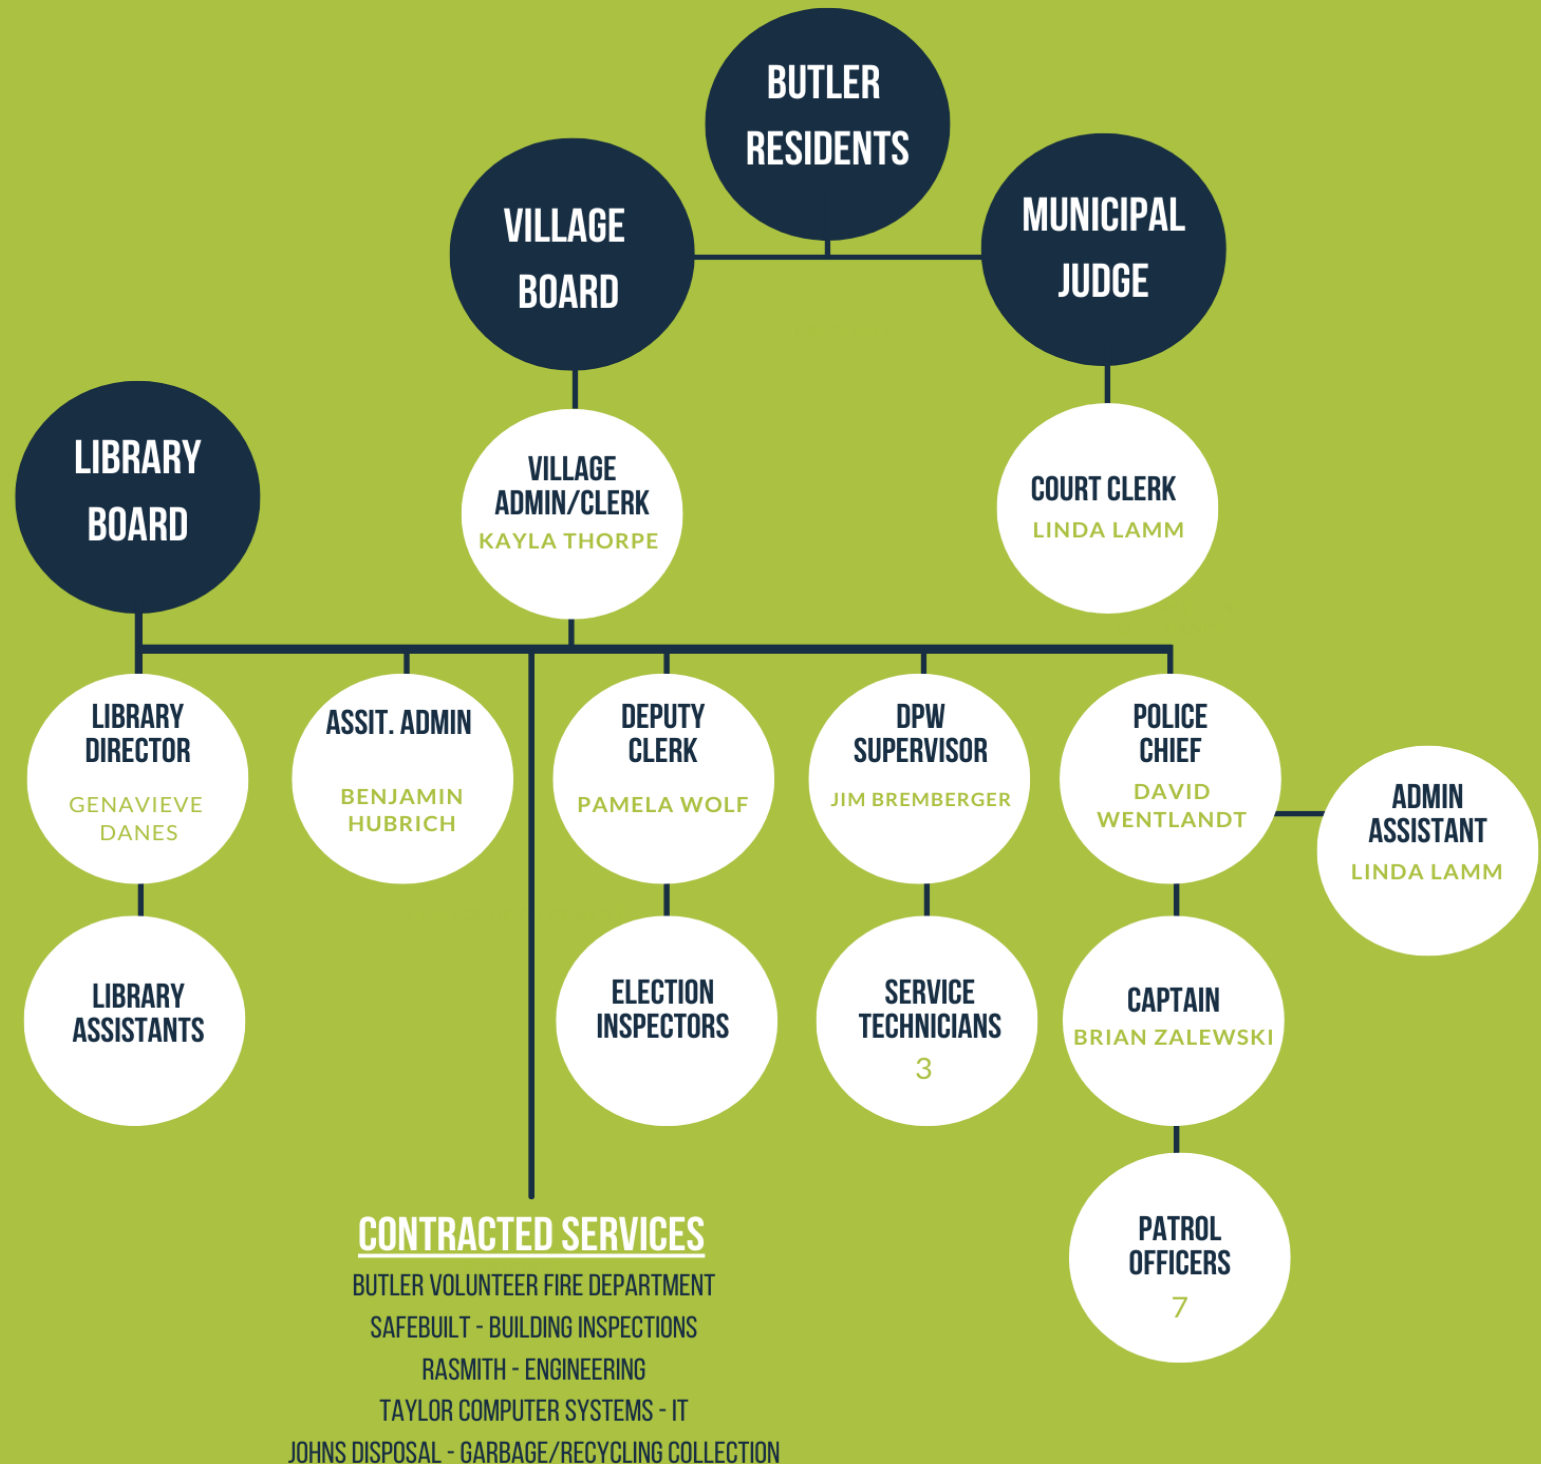 BUTLER
RESIDENTS
VILLAGE
BOARD
MUNICIPAL
JUDGE
LIBRARY
BOARD
VILLAGE
ADMIN/CLERK
KAYLA THORPE
COURT CLERK
LINDA LAMM
LIBRARY
DIRECTOR
GENAVIEVE
DANES
ASSIT. ADMIN
BENJAMIN
HUBRICH
DEPUTY
CLERK
PAMELA WOLF
DPW
SUPERVISOR
JIM BREMBERGER
POLICE
CHIEF
DAVID
WENTLANDT
ADMIN
ASSISTANT
LINDA LAMM
LIBRARY
ASSISTANTS
ELECTION
INSPECTORS
SERVICE
TECHNICIANS
3
CAPTAIN
BRIAN ZALEWSKI
PATROL
OFFICERS
7
CONTRACTED SERVICES
BUTLER VOLUNTEER FIRE DEPARTMENT
SAFEBUILT - BUILDING INSPECTIONS
RASMITH - ENGINEERING
TAYLOR COMPUTER SYSTEMS - IT
JOHNS DISPOSAL - GARBAGE/RECYCLING COLLECTION